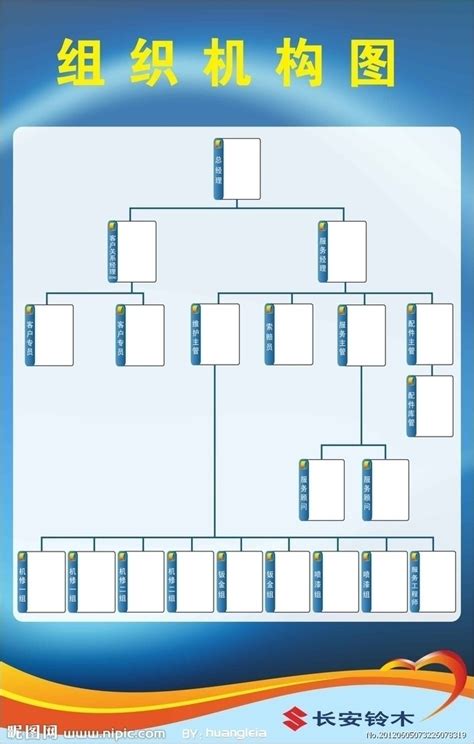 组织机构图
总经理
客户关系经理
服务经理
客户专员
客户专员
维护主管
索赔员
服务主管
配件主管
配件库管
服务顾问
服务顾问
机修一组
机修一组
机修二组
机修二组
钣金组
钣金组
喷漆组
喷漆组
服务工程师
长安铃木
昵图网
www.nipic.com
BY: huangleia
No.20120605073226078319